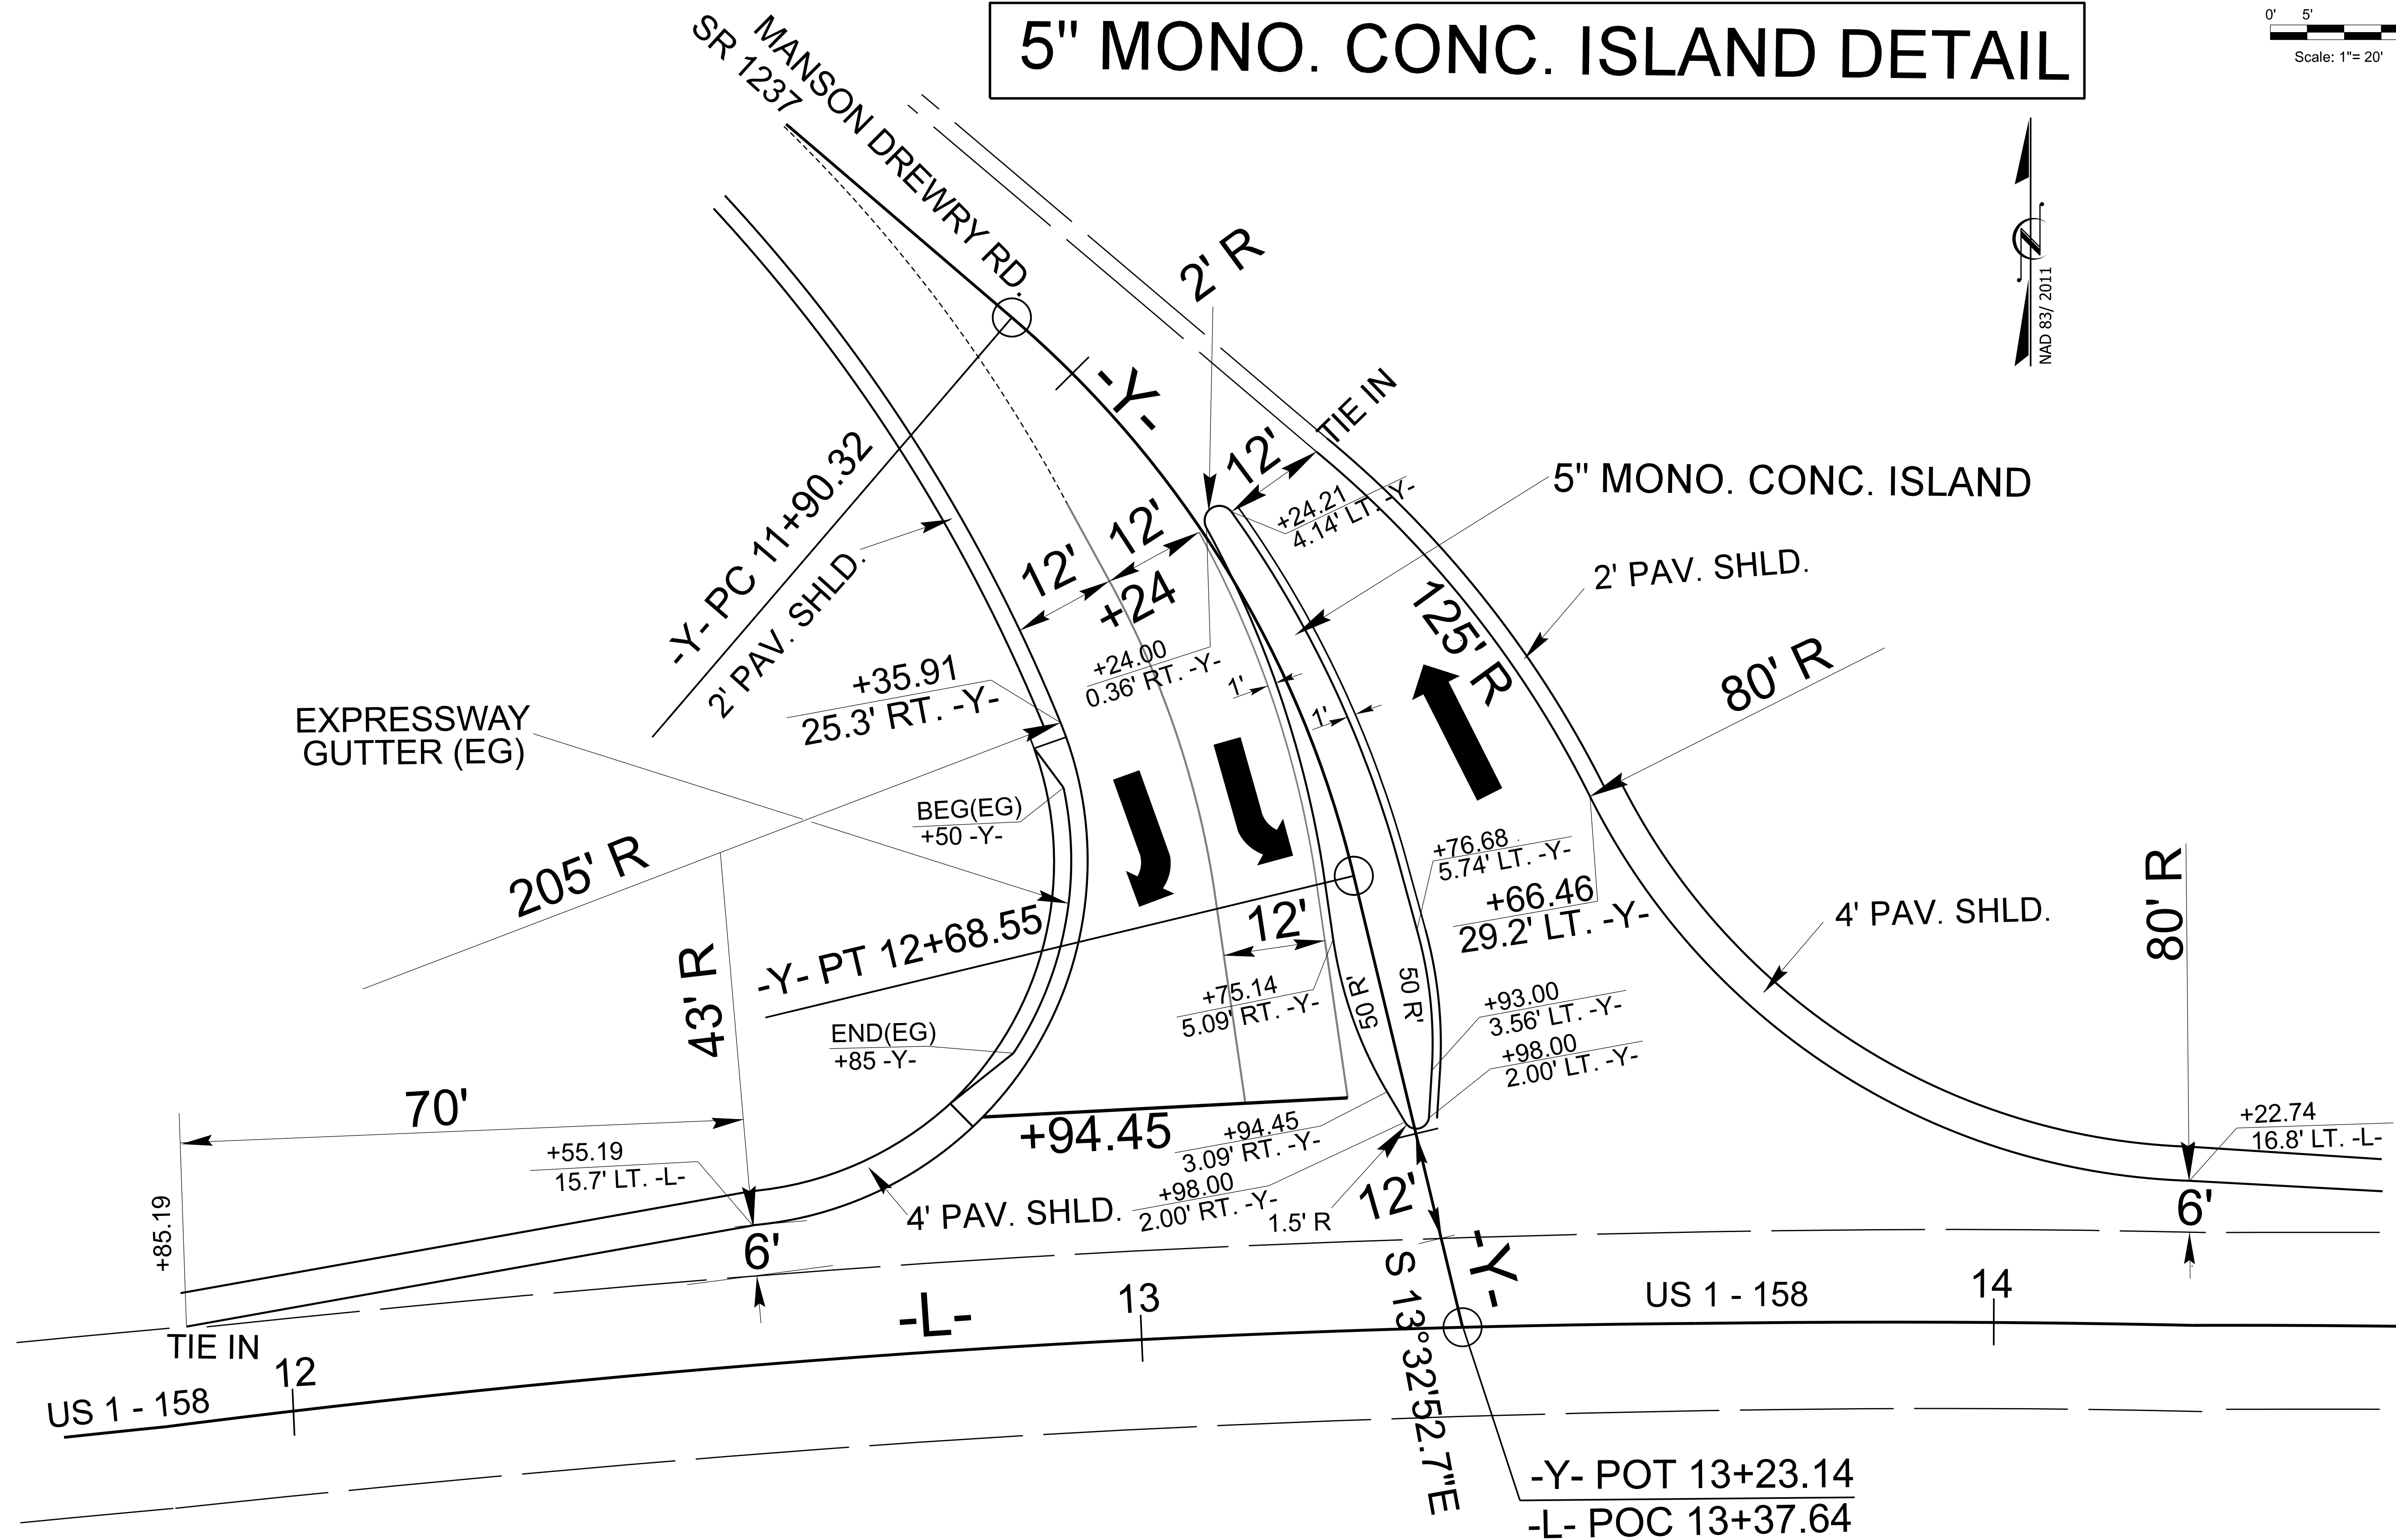 5" MONO. CONC. ISLAND DETAIL
0' 5'
Scale: 1"= 20'
MANSON DREWRY RD.
SR 1237
NAD 83/ 2011
2' R
-Y-
TIE IN
12'
+24.21
4.14' LT. -Y-
5" MONO. CONC. ISLAND
-Y- PC 11+90.32
2' PAV. SHLD.
12'
12'
+24
2' PAV. SHLD.
125' R
+24.00
0.36' RT. -Y-
1'
1'
80' R
+35.91
25.3' RT. -Y-
EXPRESSWAY
GUTTER (EG)
BEG(EG)
+50 -Y-
205' R
+76.68
5.74' LT. -Y-
+66.46
29.2' LT. -Y-
4' PAV. SHLD.
80' R
43' R
-Y- PT 12+68.55
12'
+75.14
5.09' RT. -Y-
50 R'
50 R'
+93.00
3.56' LT. -Y-
+98.00
2.00' LT. -Y-
END(EG)
+85 -Y-
70'
+94.45
+94.45
3.09' RT. -Y-
+98.00
2.00' RT. -Y-
1.5' R
12'
+22.74
16.8' LT. -L-
+55.19
15.7' LT. -L-
+85.19
4' PAV. SHLD.
6'
6'
-Y-
S 13°32'52.7"E
TIE IN
-L-
12
13
14
US 1 - 158
US 1 - 158
-Y- POT 13+23.14
-L- POC 13+37.64